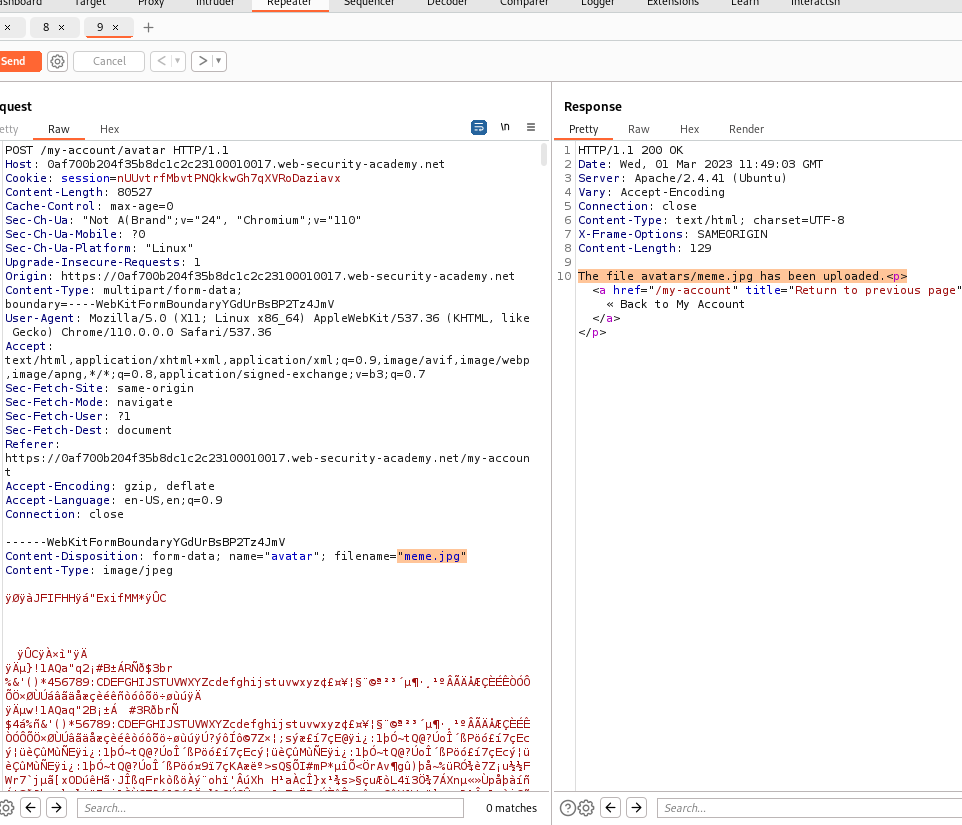 Dashboard Target Proxy Intruder Repeater Sequencer Decoder Comparer Logger Extensions Learn InteractSh
× 8 × 9 × +
Send Cancel < ▾ > ▾
quest
etty Raw Hex \n
POST /my-account/avatar HTTP/1.1
Host: 0af700b204f35b8dc1c2c23100010017.web-security-academy.net
Cookie: session=nUUvtrfMbvtPNQkkwGh7qXVRoDaziavx
Content-Length: 80527
Cache-Control: max-age=0
Sec-Ch-Ua: "Not A(Brand";v="24", "Chromium";v="110"
Sec-Ch-Ua-Mobile: ?0
Sec-Ch-Ua-Platform: "Linux"
Upgrade-Insecure-Requests: 1
Origin: https://0af700b204f35b8dc1c2c23100010017.web-security-academy.net
Content-Type: multipart/form-data;
boundary=----WebKitFormBoundaryYGdUrBsBP2Tz4JmV
User-Agent: Mozilla/5.0 (X11; Linux x86_64) AppleWebKit/537.36 (KHTML, like
Gecko) Chrome/110.0.0.0 Safari/537.36
Accept:
text/html,application/xhtml+xml,application/xml;q=0.9,image/avif,image/webp
,image/apng,*/*;q=0.8,application/signed-exchange;v=b3;q=0.7
Sec-Fetch-Site: same-origin
Sec-Fetch-Mode: navigate
Sec-Fetch-User: ?1
Sec-Fetch-Dest: document
Referer:
https://0af700b204f35b8dc1c2c23100010017.web-security-academy.net/my-accoun
t
Accept-Encoding: gzip, deflate
Accept-Language: en-US,en;q=0.9
Connection: close
------WebKitFormBoundaryYGdUrBsBP2Tz4JmV
Content-Disposition: form-data; name="avatar"; filename="meme.jpg"
Content-Type: image/jpeg
ÿØÿàJFIFHHÿá"ExifMM*ÿÛC
ÿÛCÿÀ×i"ÿÄ
Search... 0 matches
Response
Pretty Raw Hex Render
1 HTTP/1.1 200 OK
2 Date: Wed, 01 Mar 2023 11:49:03 GMT
3 Server: Apache/2.4.41 (Ubuntu)
4 Vary: Accept-Encoding
5 Connection: close
6 Content-Type: text/html; charset=UTF-8
7 X-Frame-Options: SAMEORIGIN
8 Content-Length: 129
9
10 The file avatars/meme.jpg has been uploaded.<p>
<a href="/my-account" title="Return to previous page"
« Back to My Account
</a>
</p>
Search...